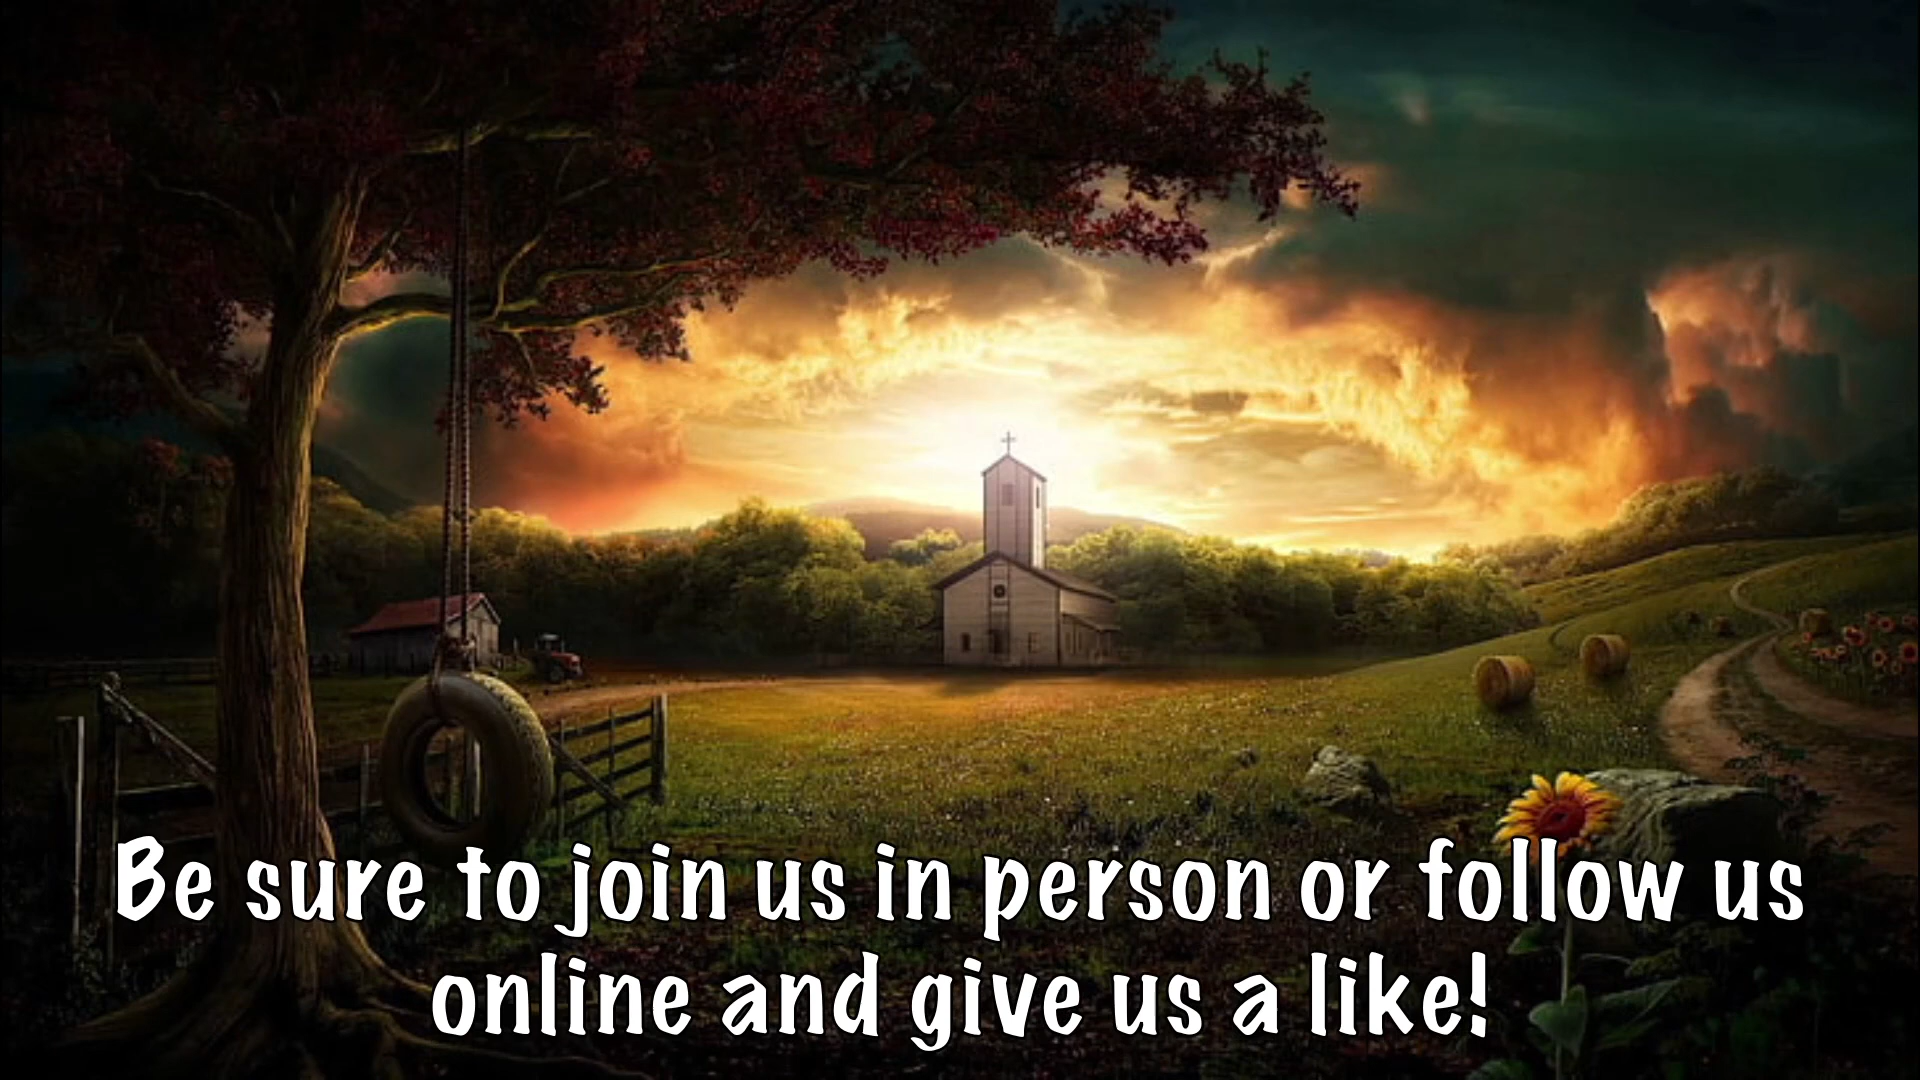 Be sure to join us in person or follow us
online and give us a like!